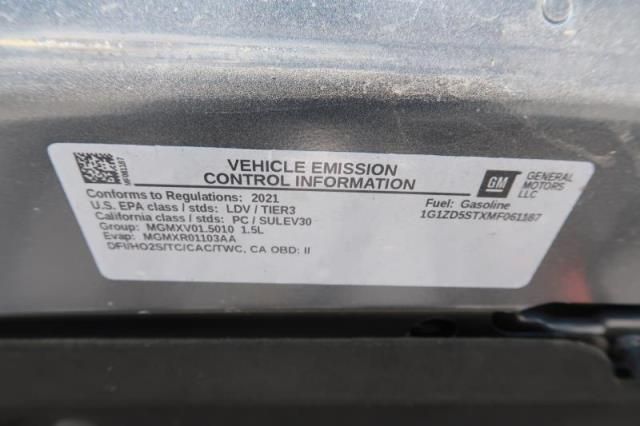 MF061167
VEHICLE EMISSION
CONTROL INFORMATION
GM
GENERAL
MOTORS
LLC
Conforms to Regulations: 2021
U.S. EPA class / stds: LDV / TIER3
California class / stds: PC / SULEV30
Group: MGMXV01.5010 1.5L
Evap: MGMXR01103AA
DFI/HO2S/TC/CAC/TWC, CA OBD: II
Fuel: Gasoline
1G1ZD5STXMF061167